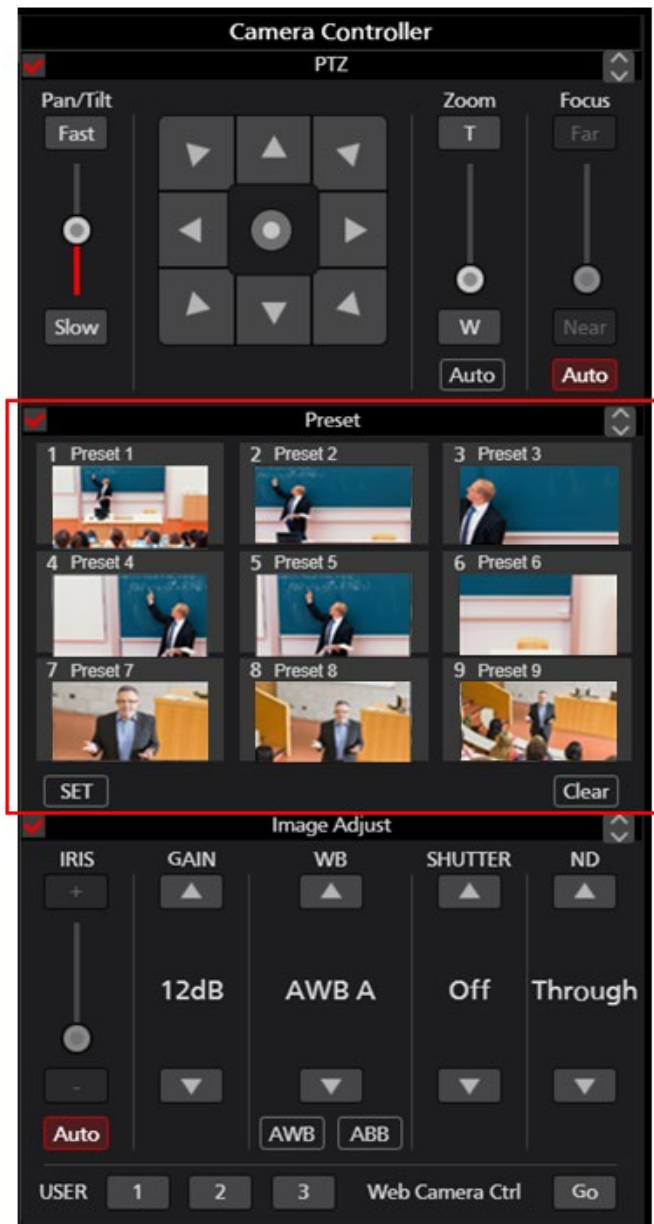 Camera Controller
PTZ
Pan/Tilt
Zoom
Focus
Fast
T
Far
Slow
W
Near
Auto
Auto
Preset
1 Preset 1
2 Preset 2
3 Preset 3
4 Preset 4
5 Preset 5
6 Preset 6
7 Preset 7
8 Preset 8
9 Preset 9
SET
Clear
Image Adjust
IRIS
GAIN
WB
SHUTTER
ND
+
12dB
AWB A
Off
Through
-
Auto
AWB
ABB
USER
1
2
3
Web Camera Ctrl
Go